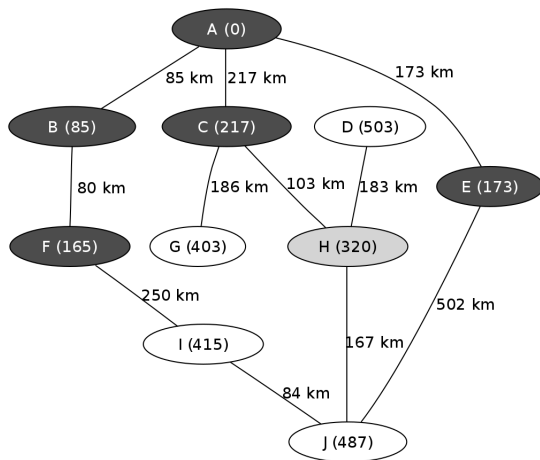 A (0)
85 km
217 km
173 km
B (85)
C (217)
D (503)
80 km
186 km
103 km
183 km
E (173)
F (165)
G (403)
H (320)
250 km
502 km
I (415)
167 km
84 km
J (487)